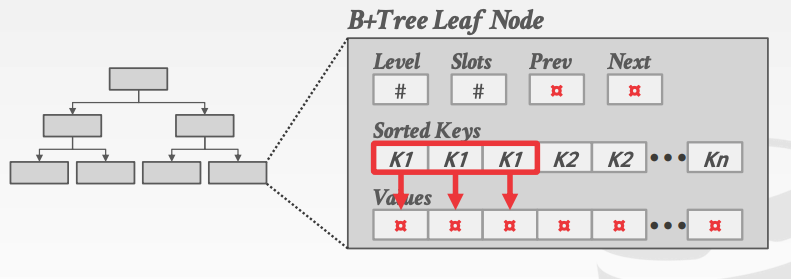 B+Tree Leaf Node
Level Slots Prev Next
# # ¤ ¤
Sorted Keys
K1 K1 K1 K2 K2 ••• Kn
Values
¤ ¤ ¤ ¤ ¤ ••• ¤